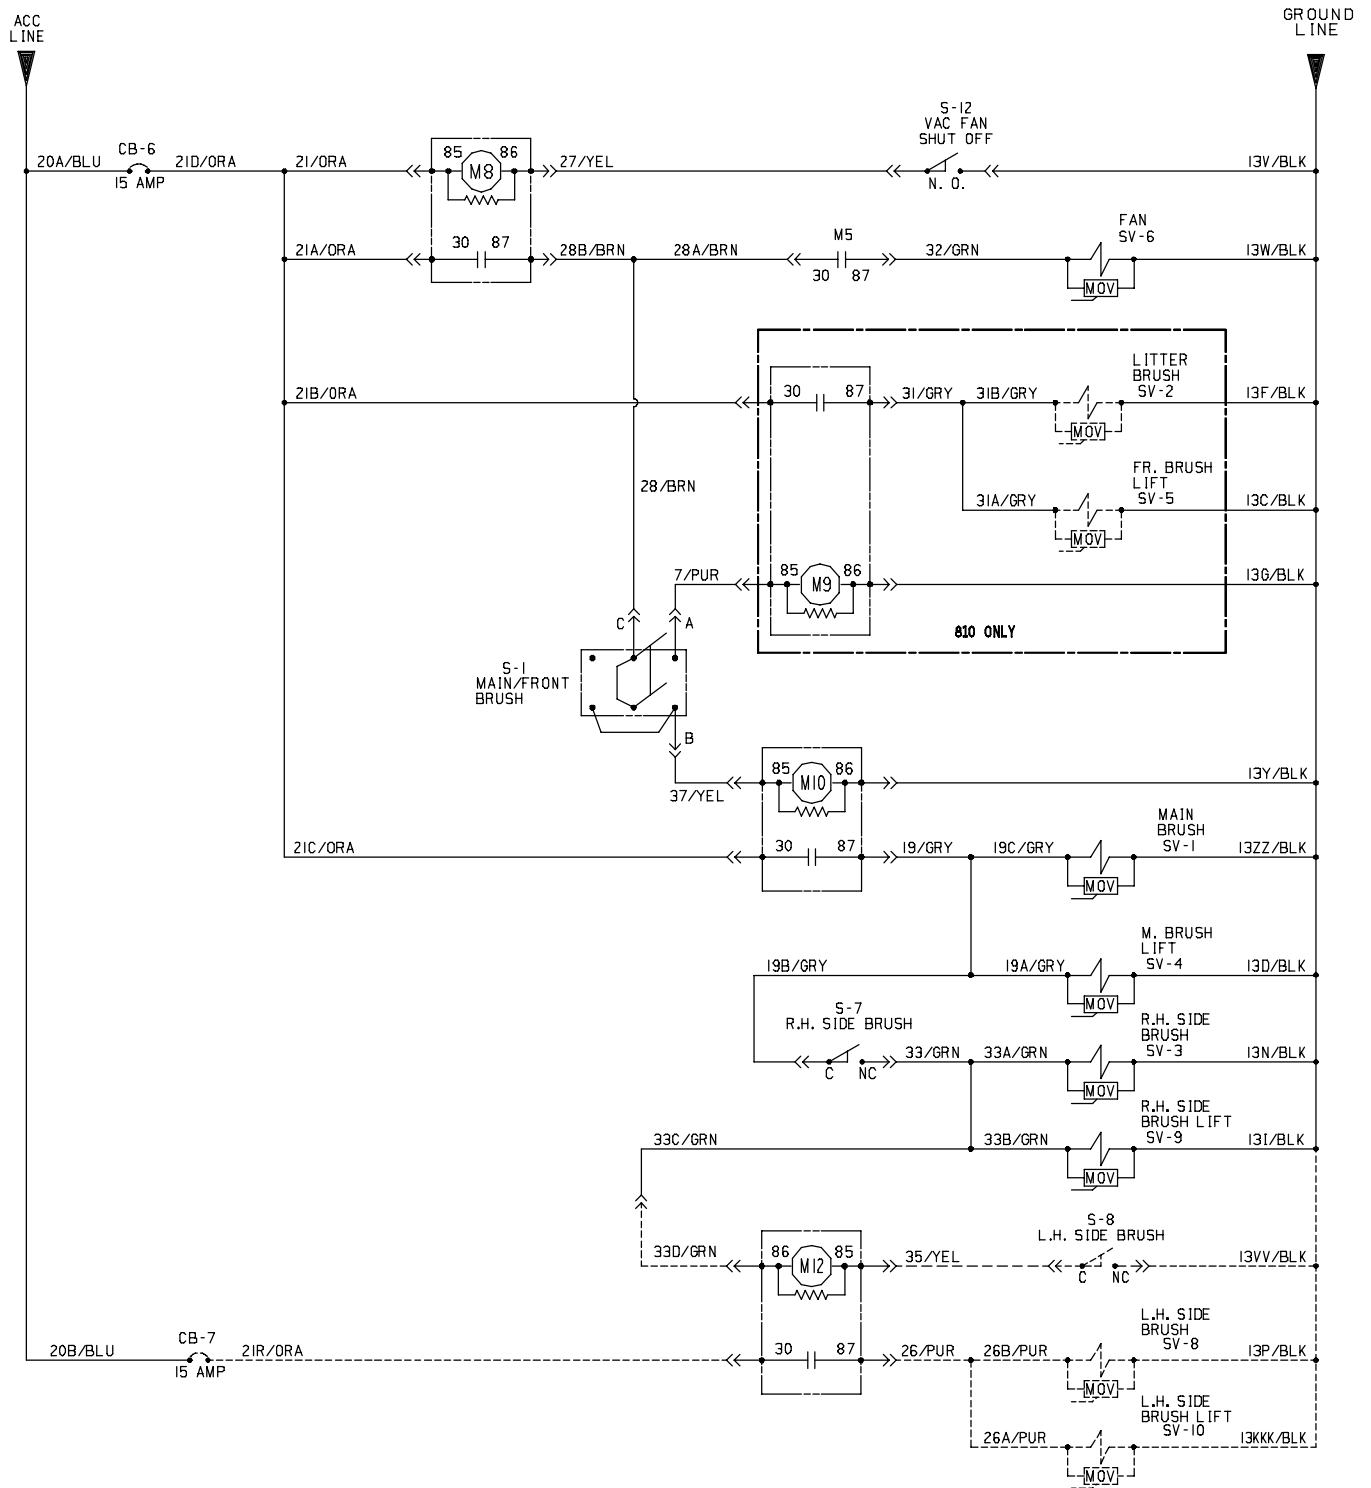 ACC
LINE
GROUND
LINE
S-12
VAC FAN
SHUT OFF
N. O.
20A/BLU
CB-6
15 AMP
21D/ORA
21/ORA
85
M8
86
27/YEL
13V/BLK
21A/ORA
30
87
28B/BRN
28A/BRN
M5
30
87
32/GRN
FAN
SV-6
MOV
13W/BLK
21B/ORA
30
87
31/GRY
31B/GRY
LITTER
BRUSH
SV-2
MOV
13F/BLK
28/BRN
31A/GRY
FR. BRUSH
LIFT
SV-5
MOV
13C/BLK
7/PUR
85
M9
86
13G/BLK
810 ONLY
C
A
S-1
MAIN/FRONT
BRUSH
B
37/YEL
85
M10
86
13Y/BLK
21C/ORA
30
87
19/GRY
19C/GRY
MAIN
BRUSH
SV-1
MOV
13ZZ/BLK
19B/GRY
19A/GRY
M. BRUSH
LIFT
SV-4
MOV
13D/BLK
S-7
R.H. SIDE BRUSH
C
NC
33/GRN
33A/GRN
R.H. SIDE
BRUSH
SV-3
MOV
13N/BLK
33C/GRN
33B/GRN
R.H. SIDE
BRUSH LIFT
SV-9
MOV
13I/BLK
33D/GRN
86
M12
85
35/YEL
S-8
L.H. SIDE BRUSH
C
NC
13VV/BLK
20B/BLU
CB-7
15 AMP
21R/ORA
30
87
26/PUR
26B/PUR
L.H. SIDE
BRUSH
SV-8
MOV
13P/BLK
26A/PUR
L.H. SIDE
BRUSH LIFT
SV-10
MOV
13KKK/BLK